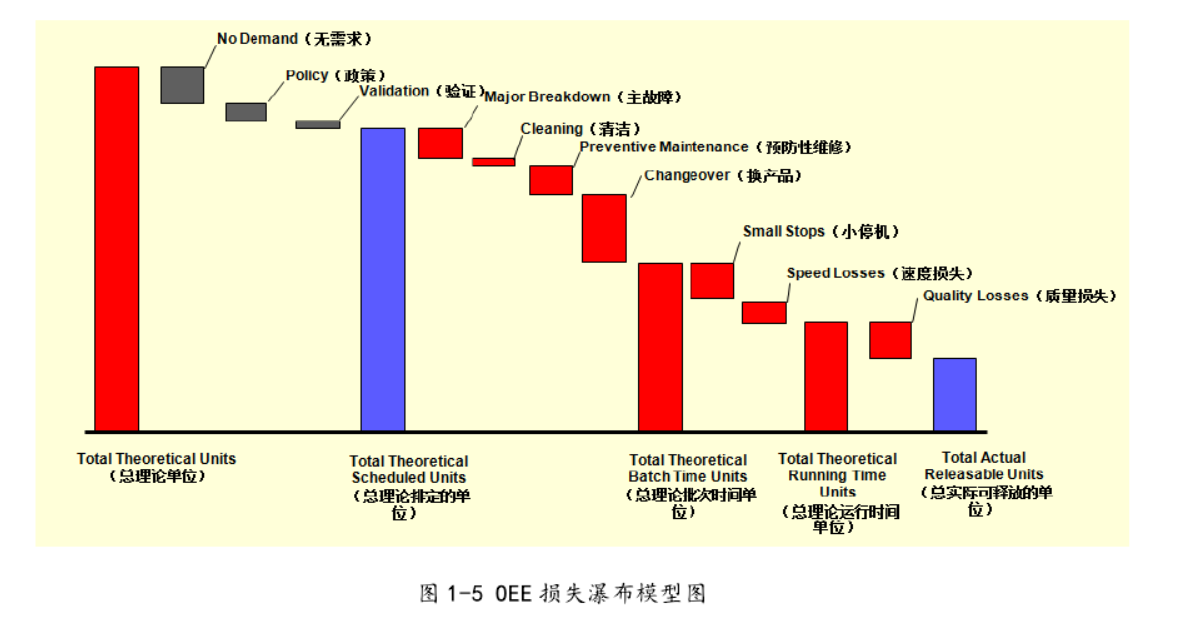 No Demand（无需求）
Policy（政策）
Validation（验证）
Major Breakdown（主故障）
Cleaning（清洁）
Preventive Maintenance（预防性维修）
Changeover（换产品）
Small Stops（小停机）
Speed Losses（速度损失）
Quality Losses（质量损失）
Total Theoretical Units
（总理论单位）
Total Theoretical
Scheduled Units
（总理论排定的单
位）
Total Theoretical
Batch Time Units
（总理论批次时间单
位）
Total Theoretical
Running Time
Units
（总理论运行时间
单位）
Total Actual
Releasable Units
（总实际可释放的单
位）
图 1-5 OEE 损失瀑布模型图